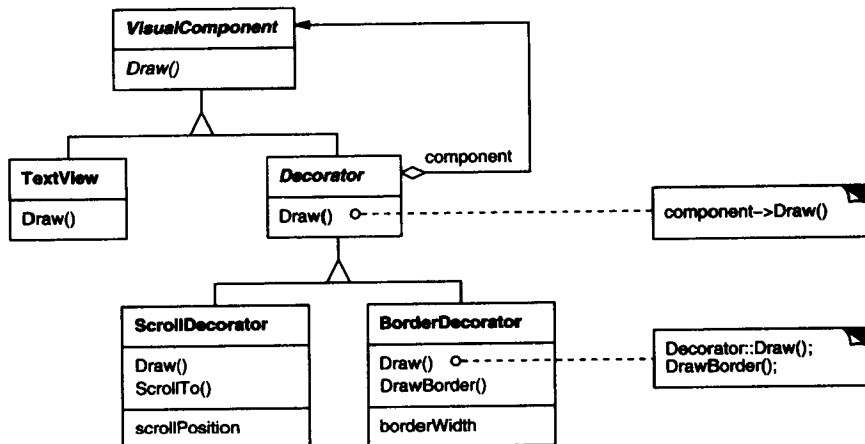 VisualComponent
Draw()
component
TextView
Draw()
Decorator
Draw()
component–>Draw()
ScrollDecorator
Draw()
ScrollTo()
scrollPosition
BorderDecorator
Draw()
DrawBorder()
borderWidth
Decorator::Draw();
DrawBorder();